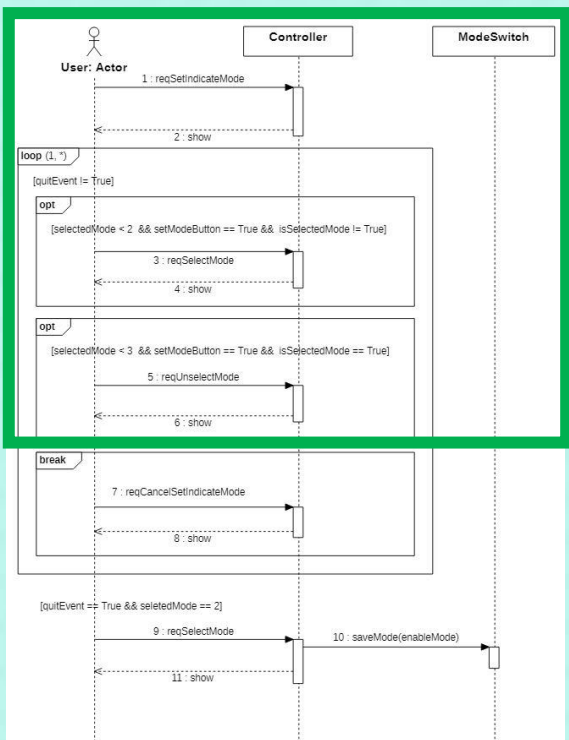 Controller
ModeSwitch
User: Actor
1 : reqSetIndicateMode
2 : show
loop (1, *)
[quitEvent != True]
opt
[selectedMode < 2 && setModeButton == True && isSelectedMode != True]
3 : reqSelectMode
4 : show
opt
[selectedMode < 3 && setModeButton == True && isSelectedMode == True]
5 : reqUnselectMode
6 : show
break
7 : reqCancelSetIndicateMode
8 : show
[quitEvent == True && seletedMode == 2]
9 : reqSelectMode
10 : saveMode(enableMode)
11 : show